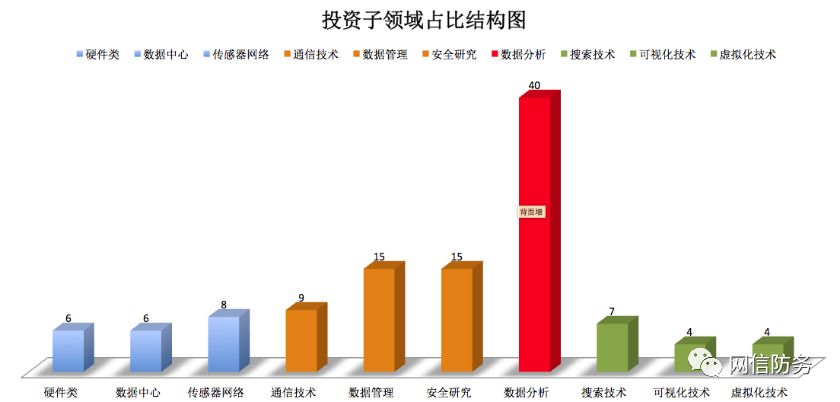 投资子领域占比结构图
硬件类 数据中心 传感器网络 通信技术 数据管理 安全研究 数据分析 搜索技术 可视化技术 虚拟化技术
40
背面墙
15 15
9
8
7
6 6
4 4
网信防务
硬件类 数据中心 传感器网络 通信技术 数据管理 安全研究 数据分析 搜索技术 可视化技术 虚拟化技术